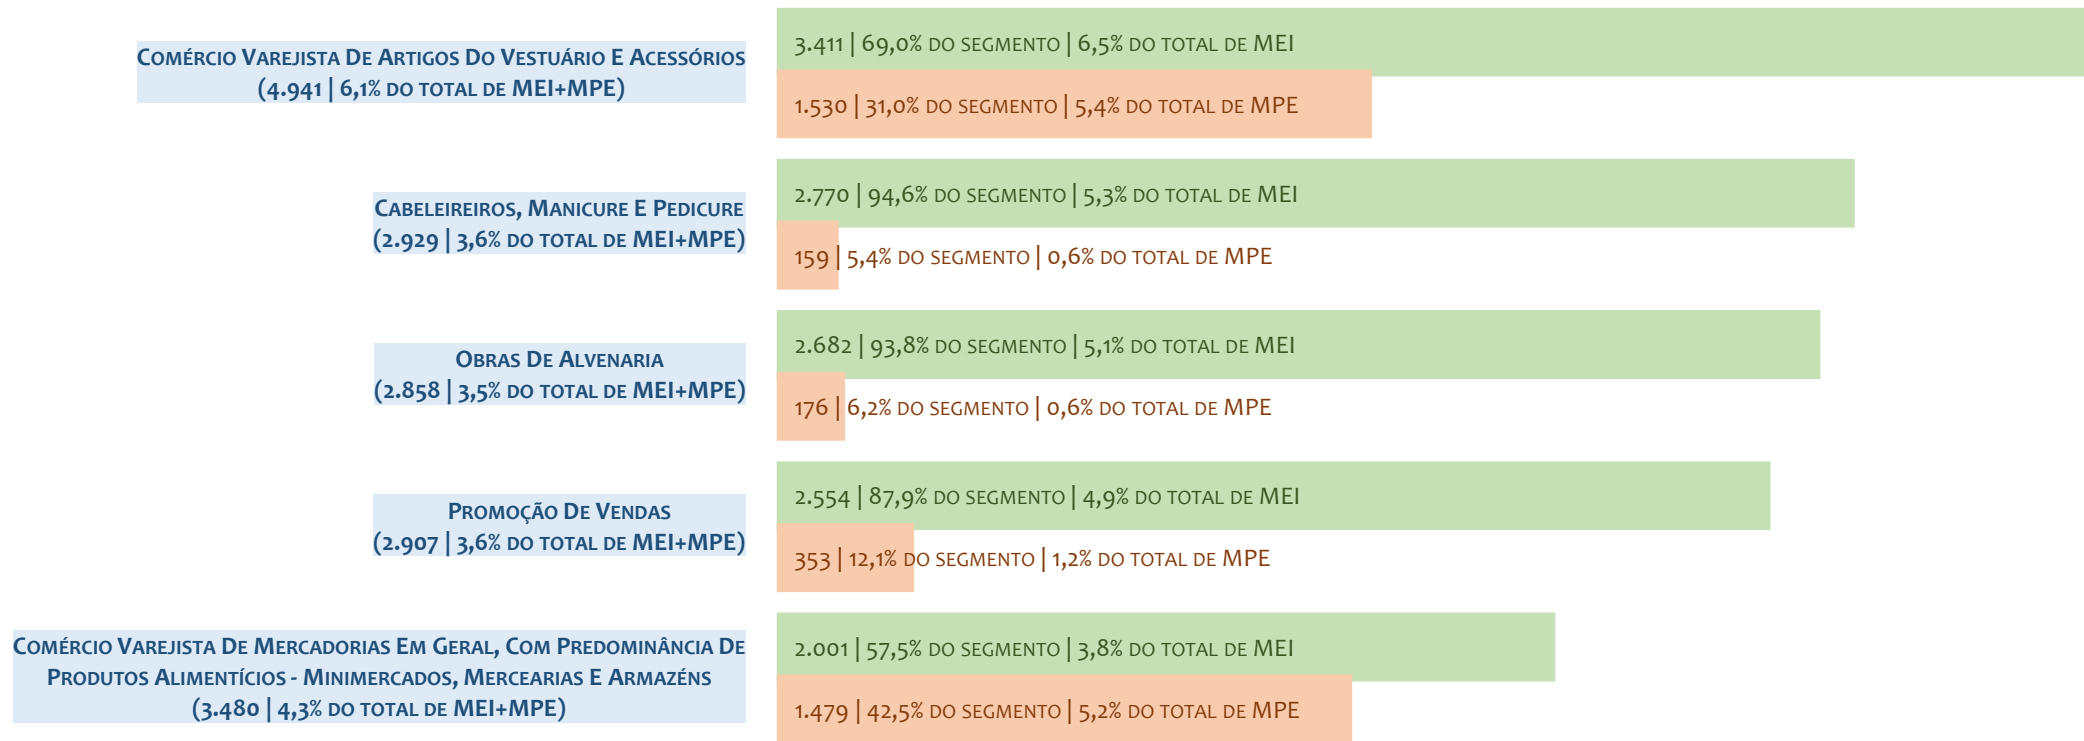 Comércio Varejista De Artigos Do Vestuário E Acessórios
(4.941 | 6,1% do total de MEI+MPE)
3.411 | 69,0% do segmento | 6,5% do total de MEI
1.530 | 31,0% do segmento | 5,4% do total de MPE
Cabeleireiros, Manicure E Pedicure
(2.929 | 3,6% do total de MEI+MPE)
2.770 | 94,6% do segmento | 5,3% do total de MEI
159 | 5,4% do segmento | 0,6% do total de MPE
Obras De Alvenaria
(2.858 | 3,5% do total de MEI+MPE)
2.682 | 93,8% do segmento | 5,1% do total de MEI
176 | 6,2% do segmento | 0,6% do total de MPE
Promoção De Vendas
(2.907 | 3,6% do total de MEI+MPE)
2.554 | 87,9% do segmento | 4,9% do total de MEI
353 | 12,1% do segmento | 1,2% do total de MPE
Comércio Varejista De Mercadorias Em Geral, Com Predominância De
Produtos Alimentícios - Minimercados, Mercearias E Armazéns
(3.480 | 4,3% do total de MEI+MPE)
2.001 | 57,5% do segmento | 3,8% do total de MEI
1.479 | 42,5% do segmento | 5,2% do total de MPE